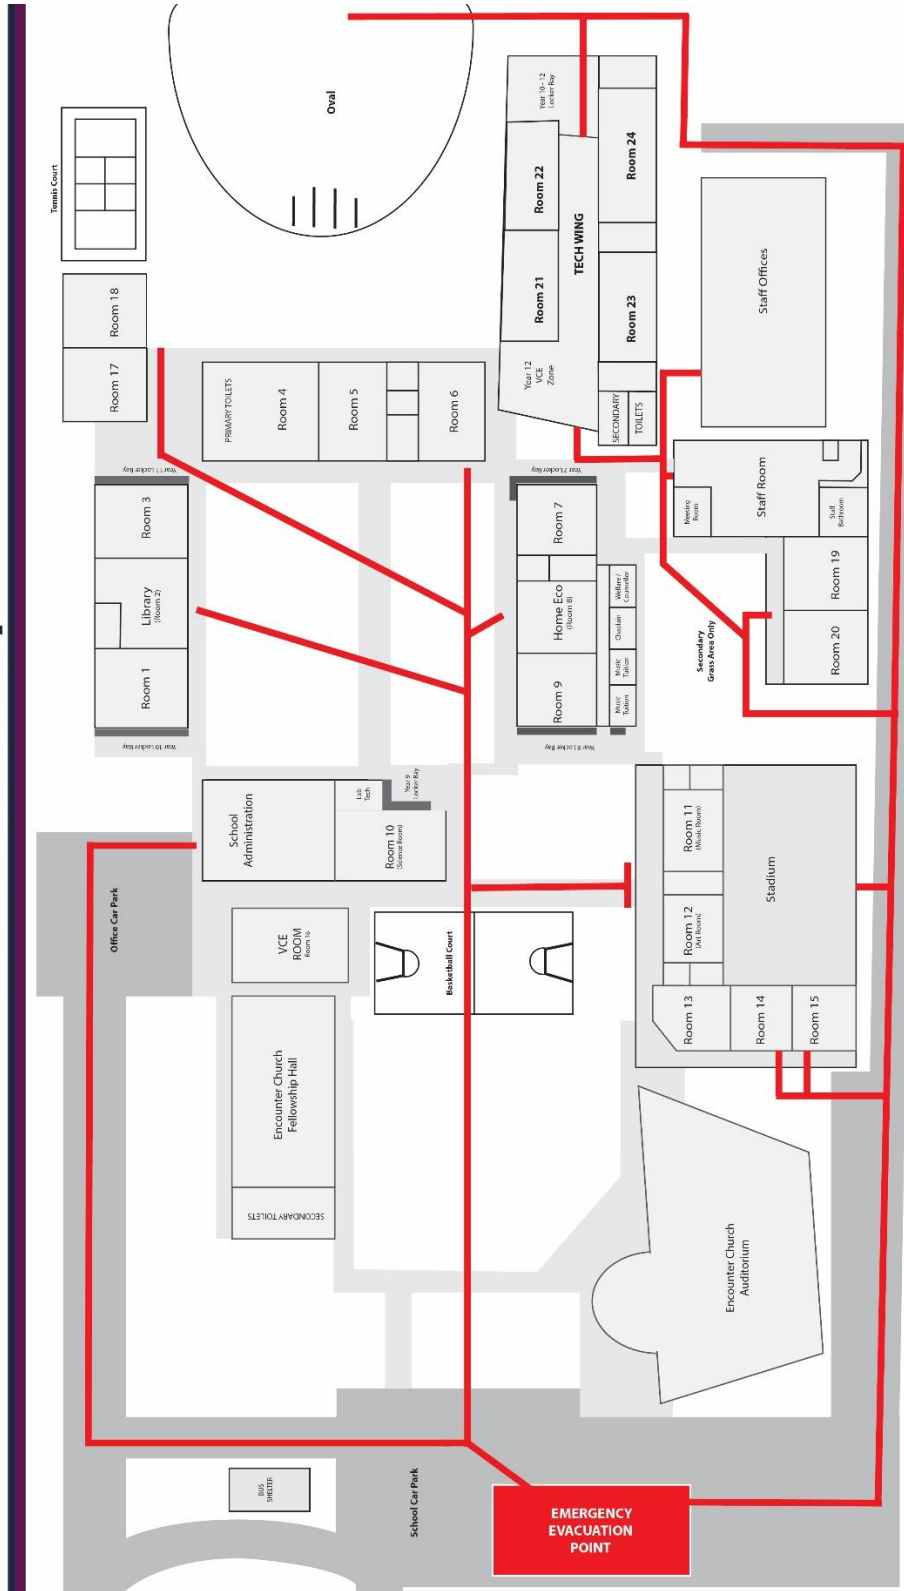 Oval
Tennis Court
Year 10 - 12
Locker Bay
Room 22
Room 24
TECH WING
Room 21
Room 23
Year 12
VCE
Zone
SECONDARY
TOILETS
Staff Offices
Room 18
Room 17
PRIMARY TOILETS
Room 4
Room 5
Room 6
Year 11 Locker Bay
Year 7 Locker Bay
Room 3
Library
(Room 2)
Room 1
Year 10 Locker Bay
Room 7
Home Eco
(Room 8)
Room 9
Year 8 Locker Bay
Welfare /
Counsellor
Chaplain
Music
Tuition
Music
Tuition
Meeting
Room
Staff Room
Staff
Bathroom
Room 19
Room 20
Secondary
Grass Area Only
School
Administration
Lab
Tech
Year 9
Locker Bay
Room 10
(Science Room)
Office Car Park
VCE
ROOM
Room 16
Basketball Court
Room 11
(Music Room)
Room 12
(Art Room)
Stadium
Room 13
Room 14
Room 15
Encounter Church
Fellowship Hall
SECONDARY TOILETS
Encounter Church
Auditorium
BUS
SHELTER
School Car Park
EMERGENCY
EVACUATION
POINT